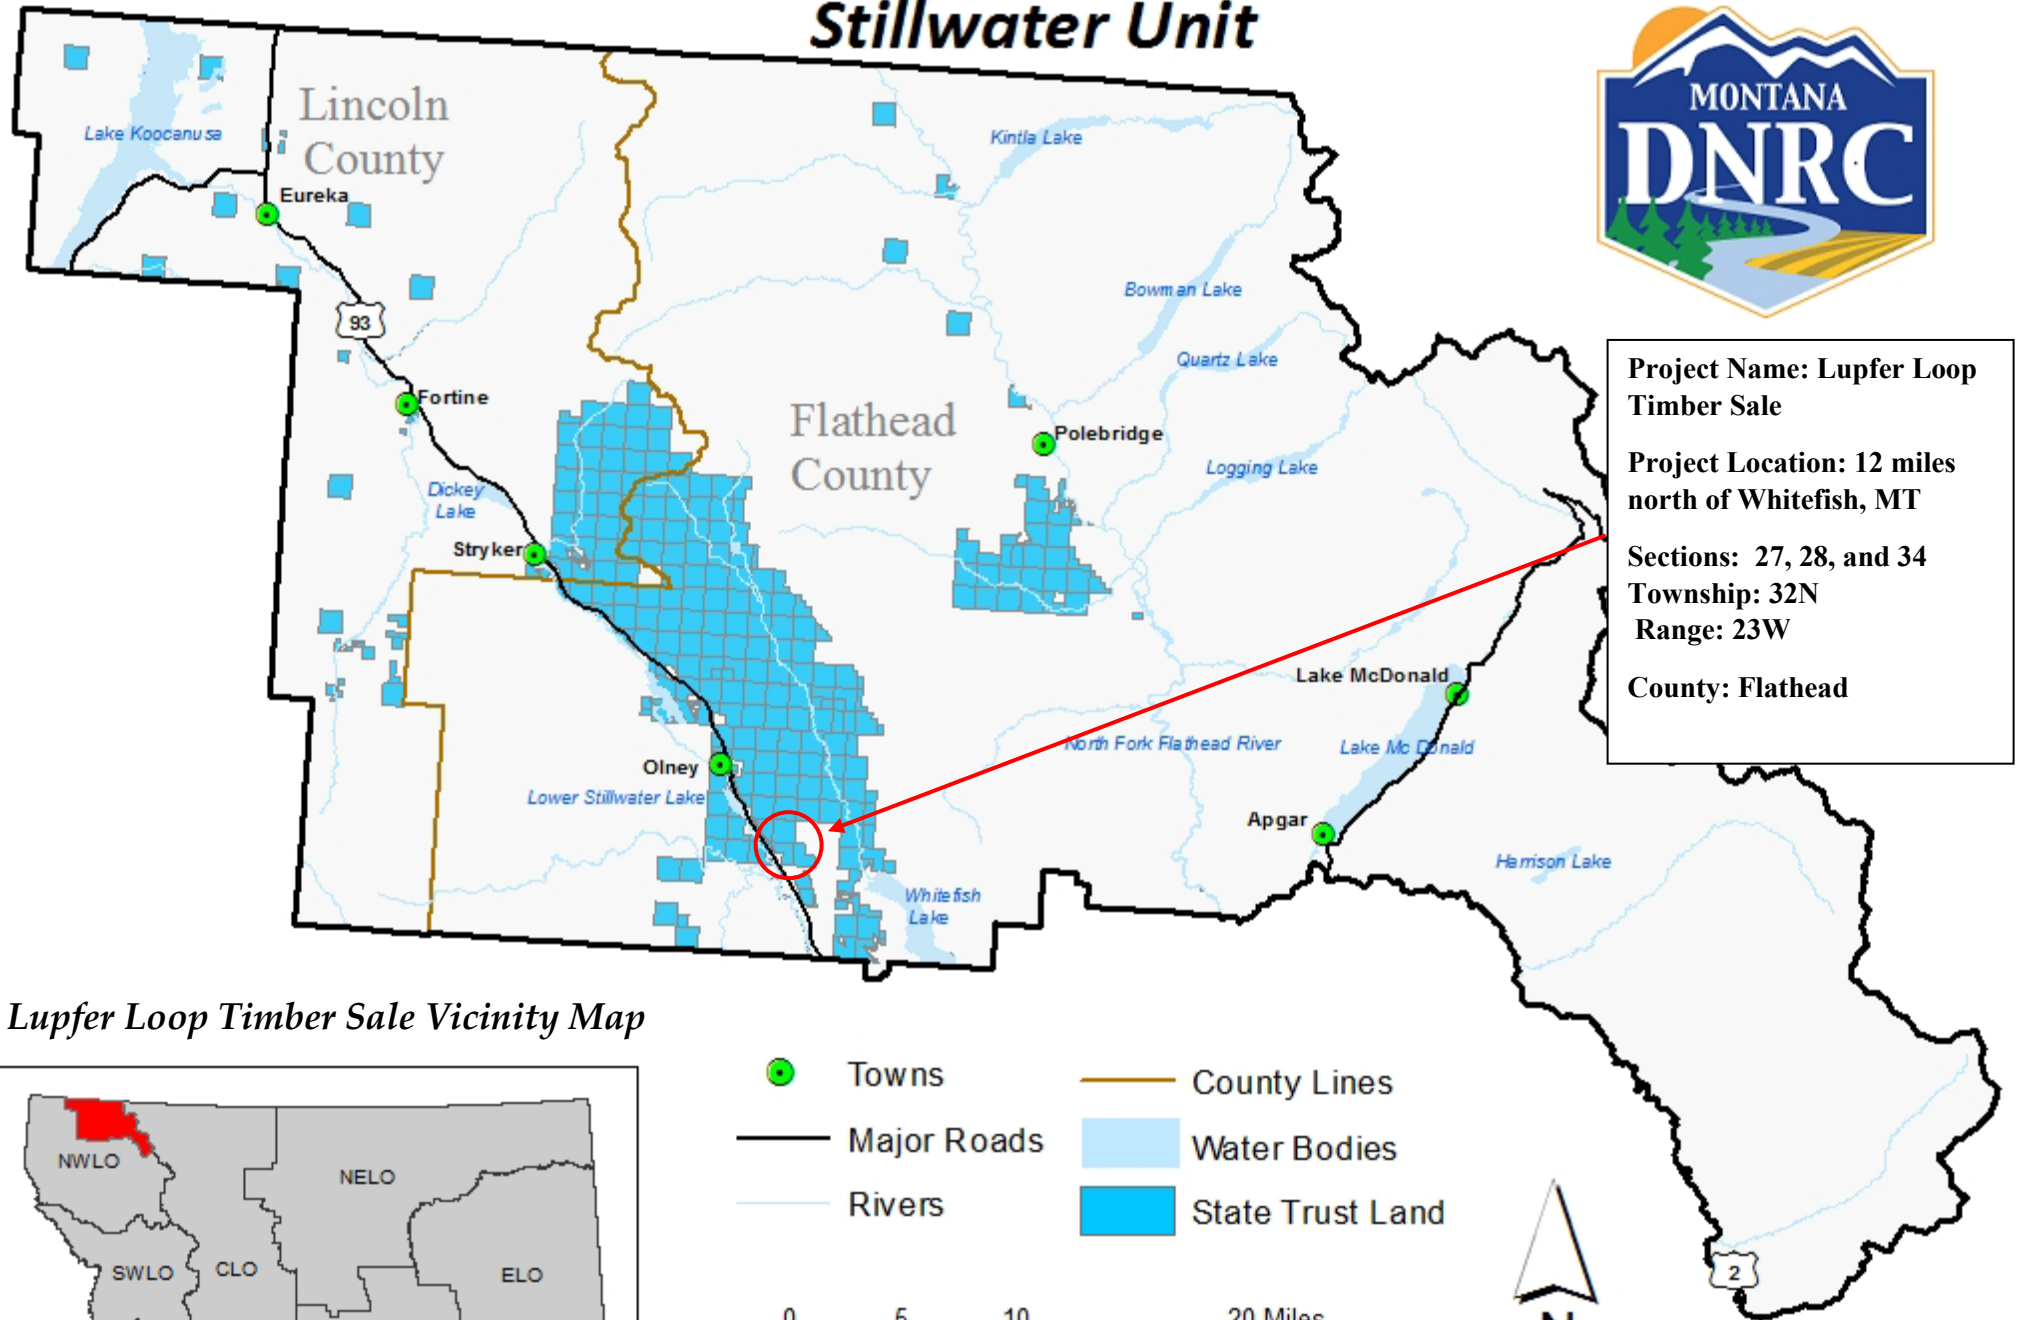 Stillwater Unit
MONTANA
DNRC
Lincoln
County
Lake Koocanusa
Eureka
Kintla Lake
93
Bowman Lake
Quartz Lake
Fortine
Flathead
County
Polebridge
Logging Lake
Dickey
Lake
Stryker
Project Name: Lupfer Loop
Timber Sale
Project Location: 12 miles
north of Whitefish, MT
Sections: 27, 28, and 34
Township: 32N
Range: 23W
County: Flathead
Lake McDonald
North Fork Flathead River
Lake Mc Donald
Olney
Lower Stillwater Lake
Apgar
Harrison Lake
Whitefish
Lake
Lupfer Loop Timber Sale Vicinity Map
NWLO
NELO
SWLO
CLO
ELO
Towns
County Lines
Major Roads
Water Bodies
Rivers
State Trust Land
2
0 5 10 20 Miles
N